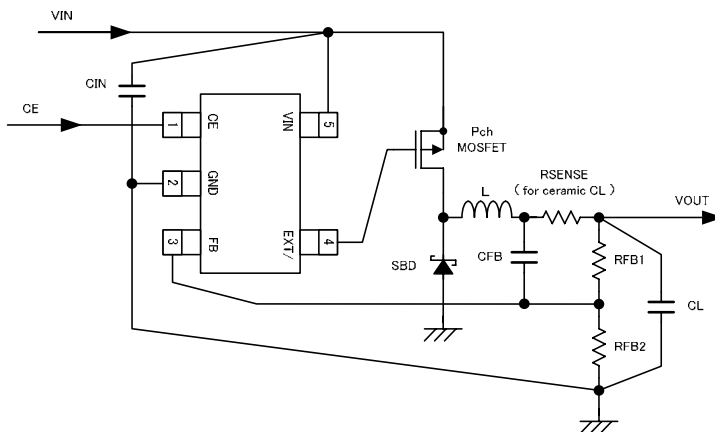 VIN
CIN
CE
CE
1
VIN
5
GND
2
FB
3
EXT/
4
Pch
MOSFET
RSENSE
( for ceramic CL )
L
VOUT
SBD
CFB
RFB1
CL
RFB2